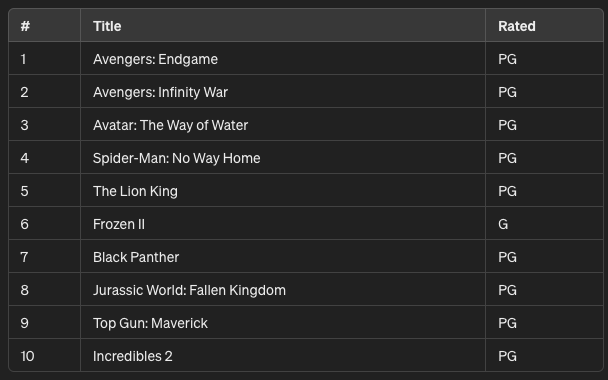 # Title Rated
1 Avengers: Endgame PG
2 Avengers: Infinity War PG
3 Avatar: The Way of Water PG
4 Spider-Man: No Way Home PG
5 The Lion King PG
6 Frozen II G
7 Black Panther PG
8 Jurassic World: Fallen Kingdom PG
9 Top Gun: Maverick PG
10 Incredibles 2 PG